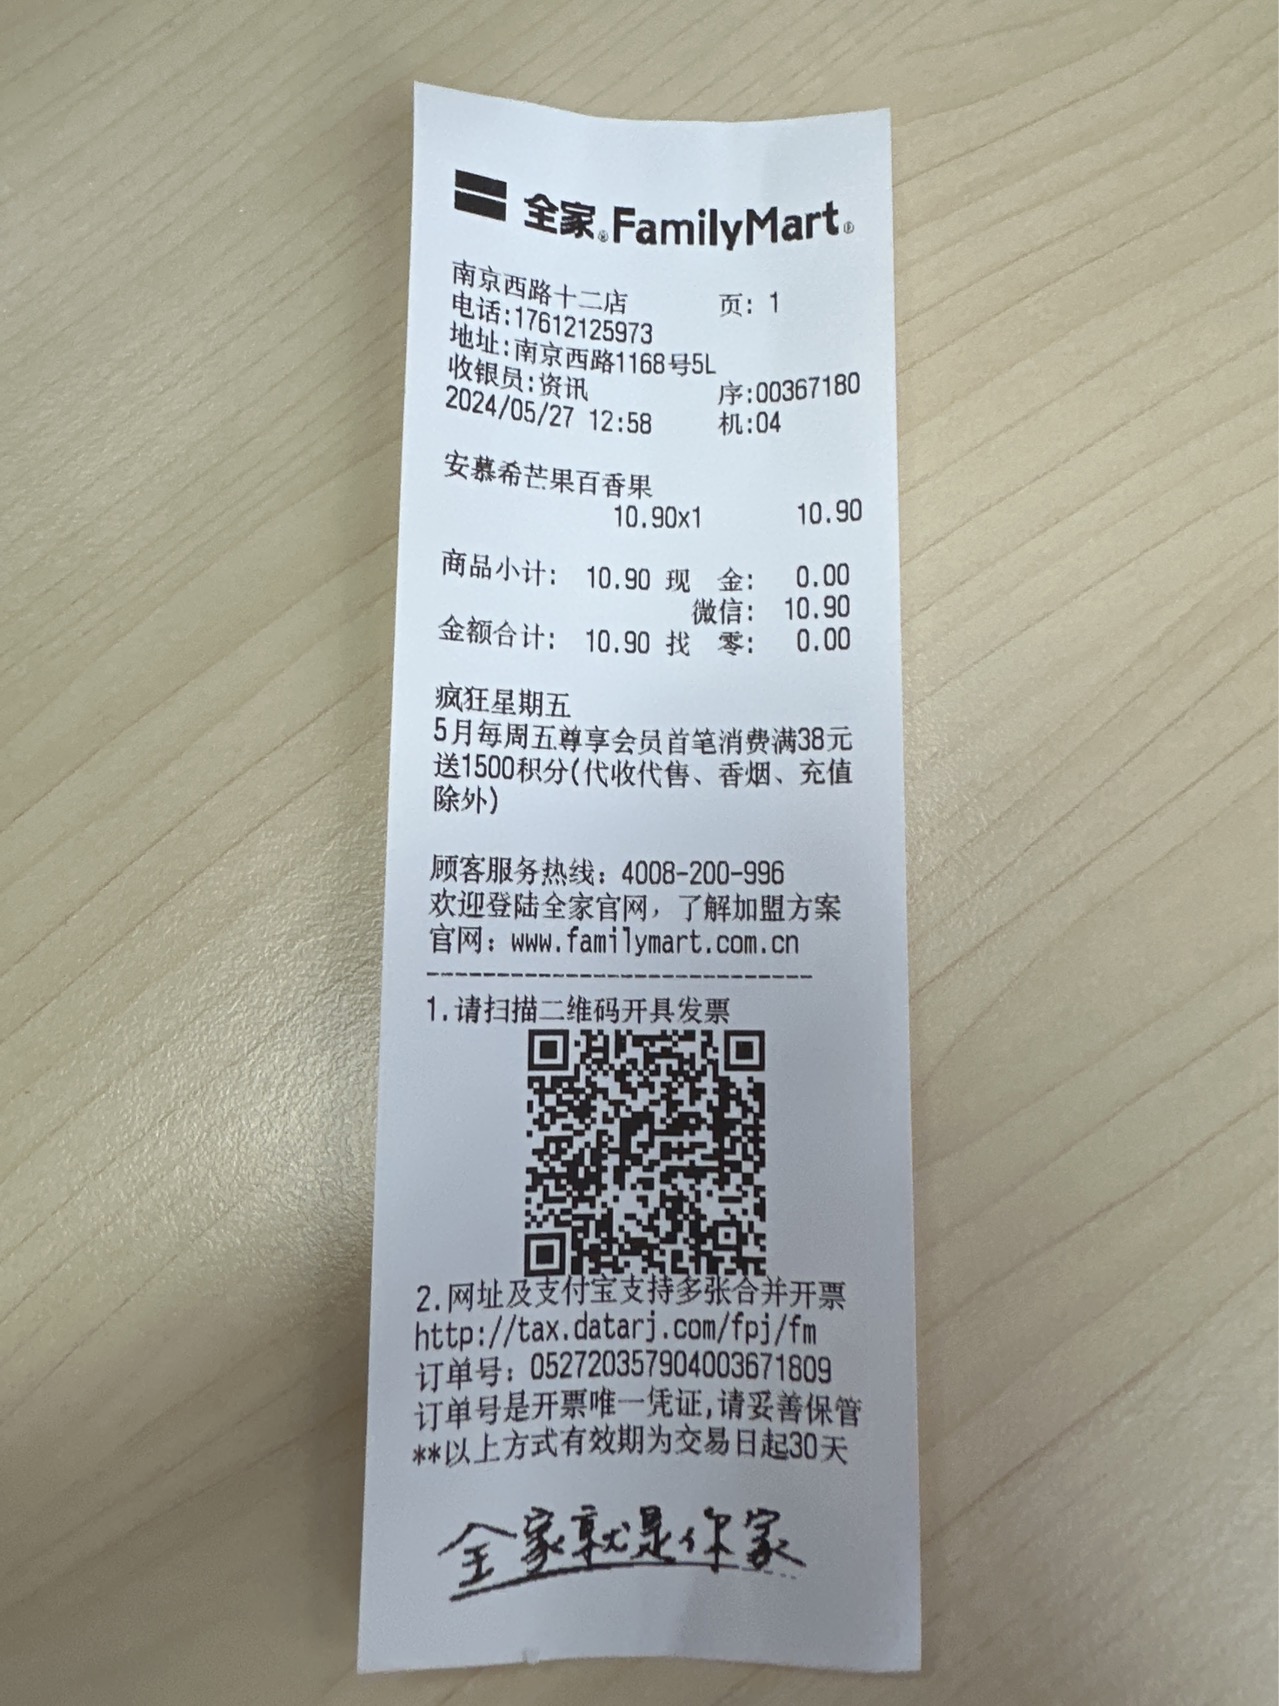 全家®FamilyMart®
南京西路十二店 页: 1
电话:17612125973
地址:南京西路1168号5L
收银员:资讯 序:00367180
2024/05/27 12:58 机:04
安慕希芒果百香果
10.90x1 10.90
商品小计: 10.90 现 金: 0.00
微信: 10.90
金额合计: 10.90 找 零: 0.00
疯狂星期五
5月每周五尊享会员首笔消费满38元
送1500积分(代收代售、香烟、充值
除外)
顾客服务热线: 4008-200-996
欢迎登陆全家官网，了解加盟方案
官网: www.familymart.com.cn
------------------------------
1.请扫描二维码开具发票
2.网址及支付宝支持多张合并开票
http://tax.datarj.com/fpj/fm
订单号: 0527203579040036​71809
订单号是开票唯一凭证,请妥善保管
**以上方式有效期为交易日起30天
全家就是你家